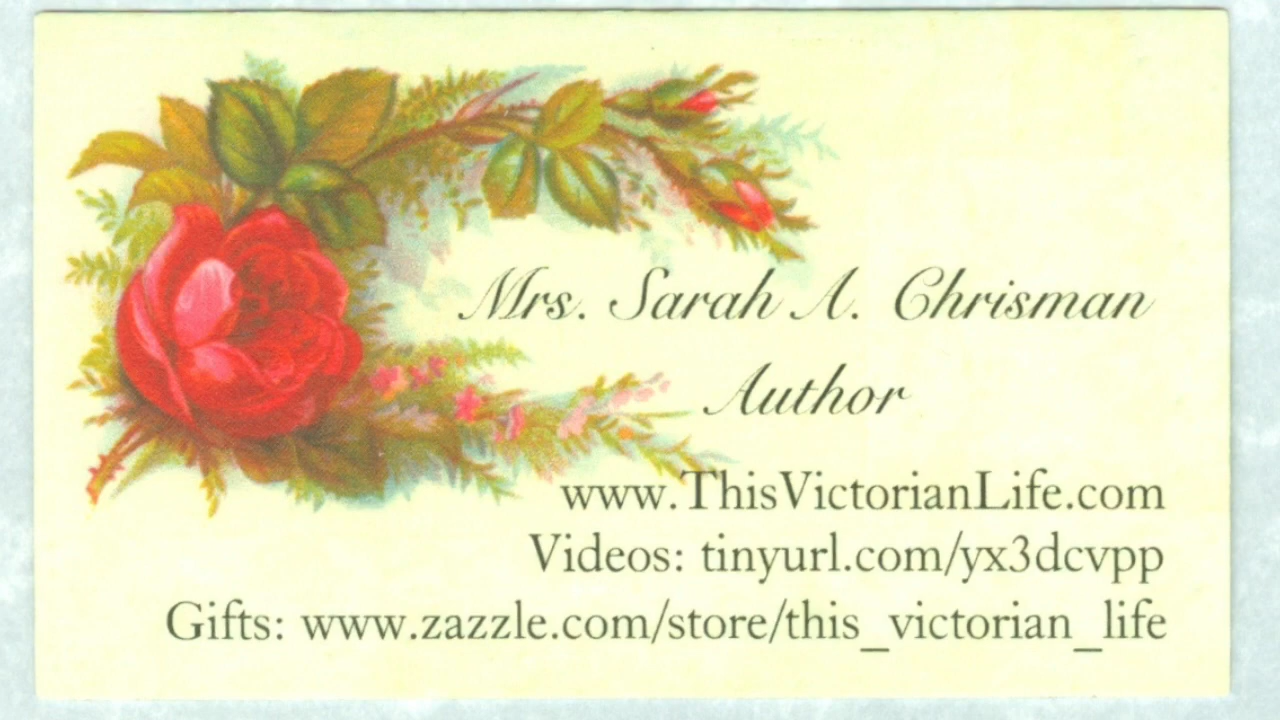 Mrs. Sarah A. Chrisman
Author
www.ThisVictorianLife.com
Videos: tinyurl.com/yx3dcvpp
Gifts: www.zazzle.com/store/this_victorian_life